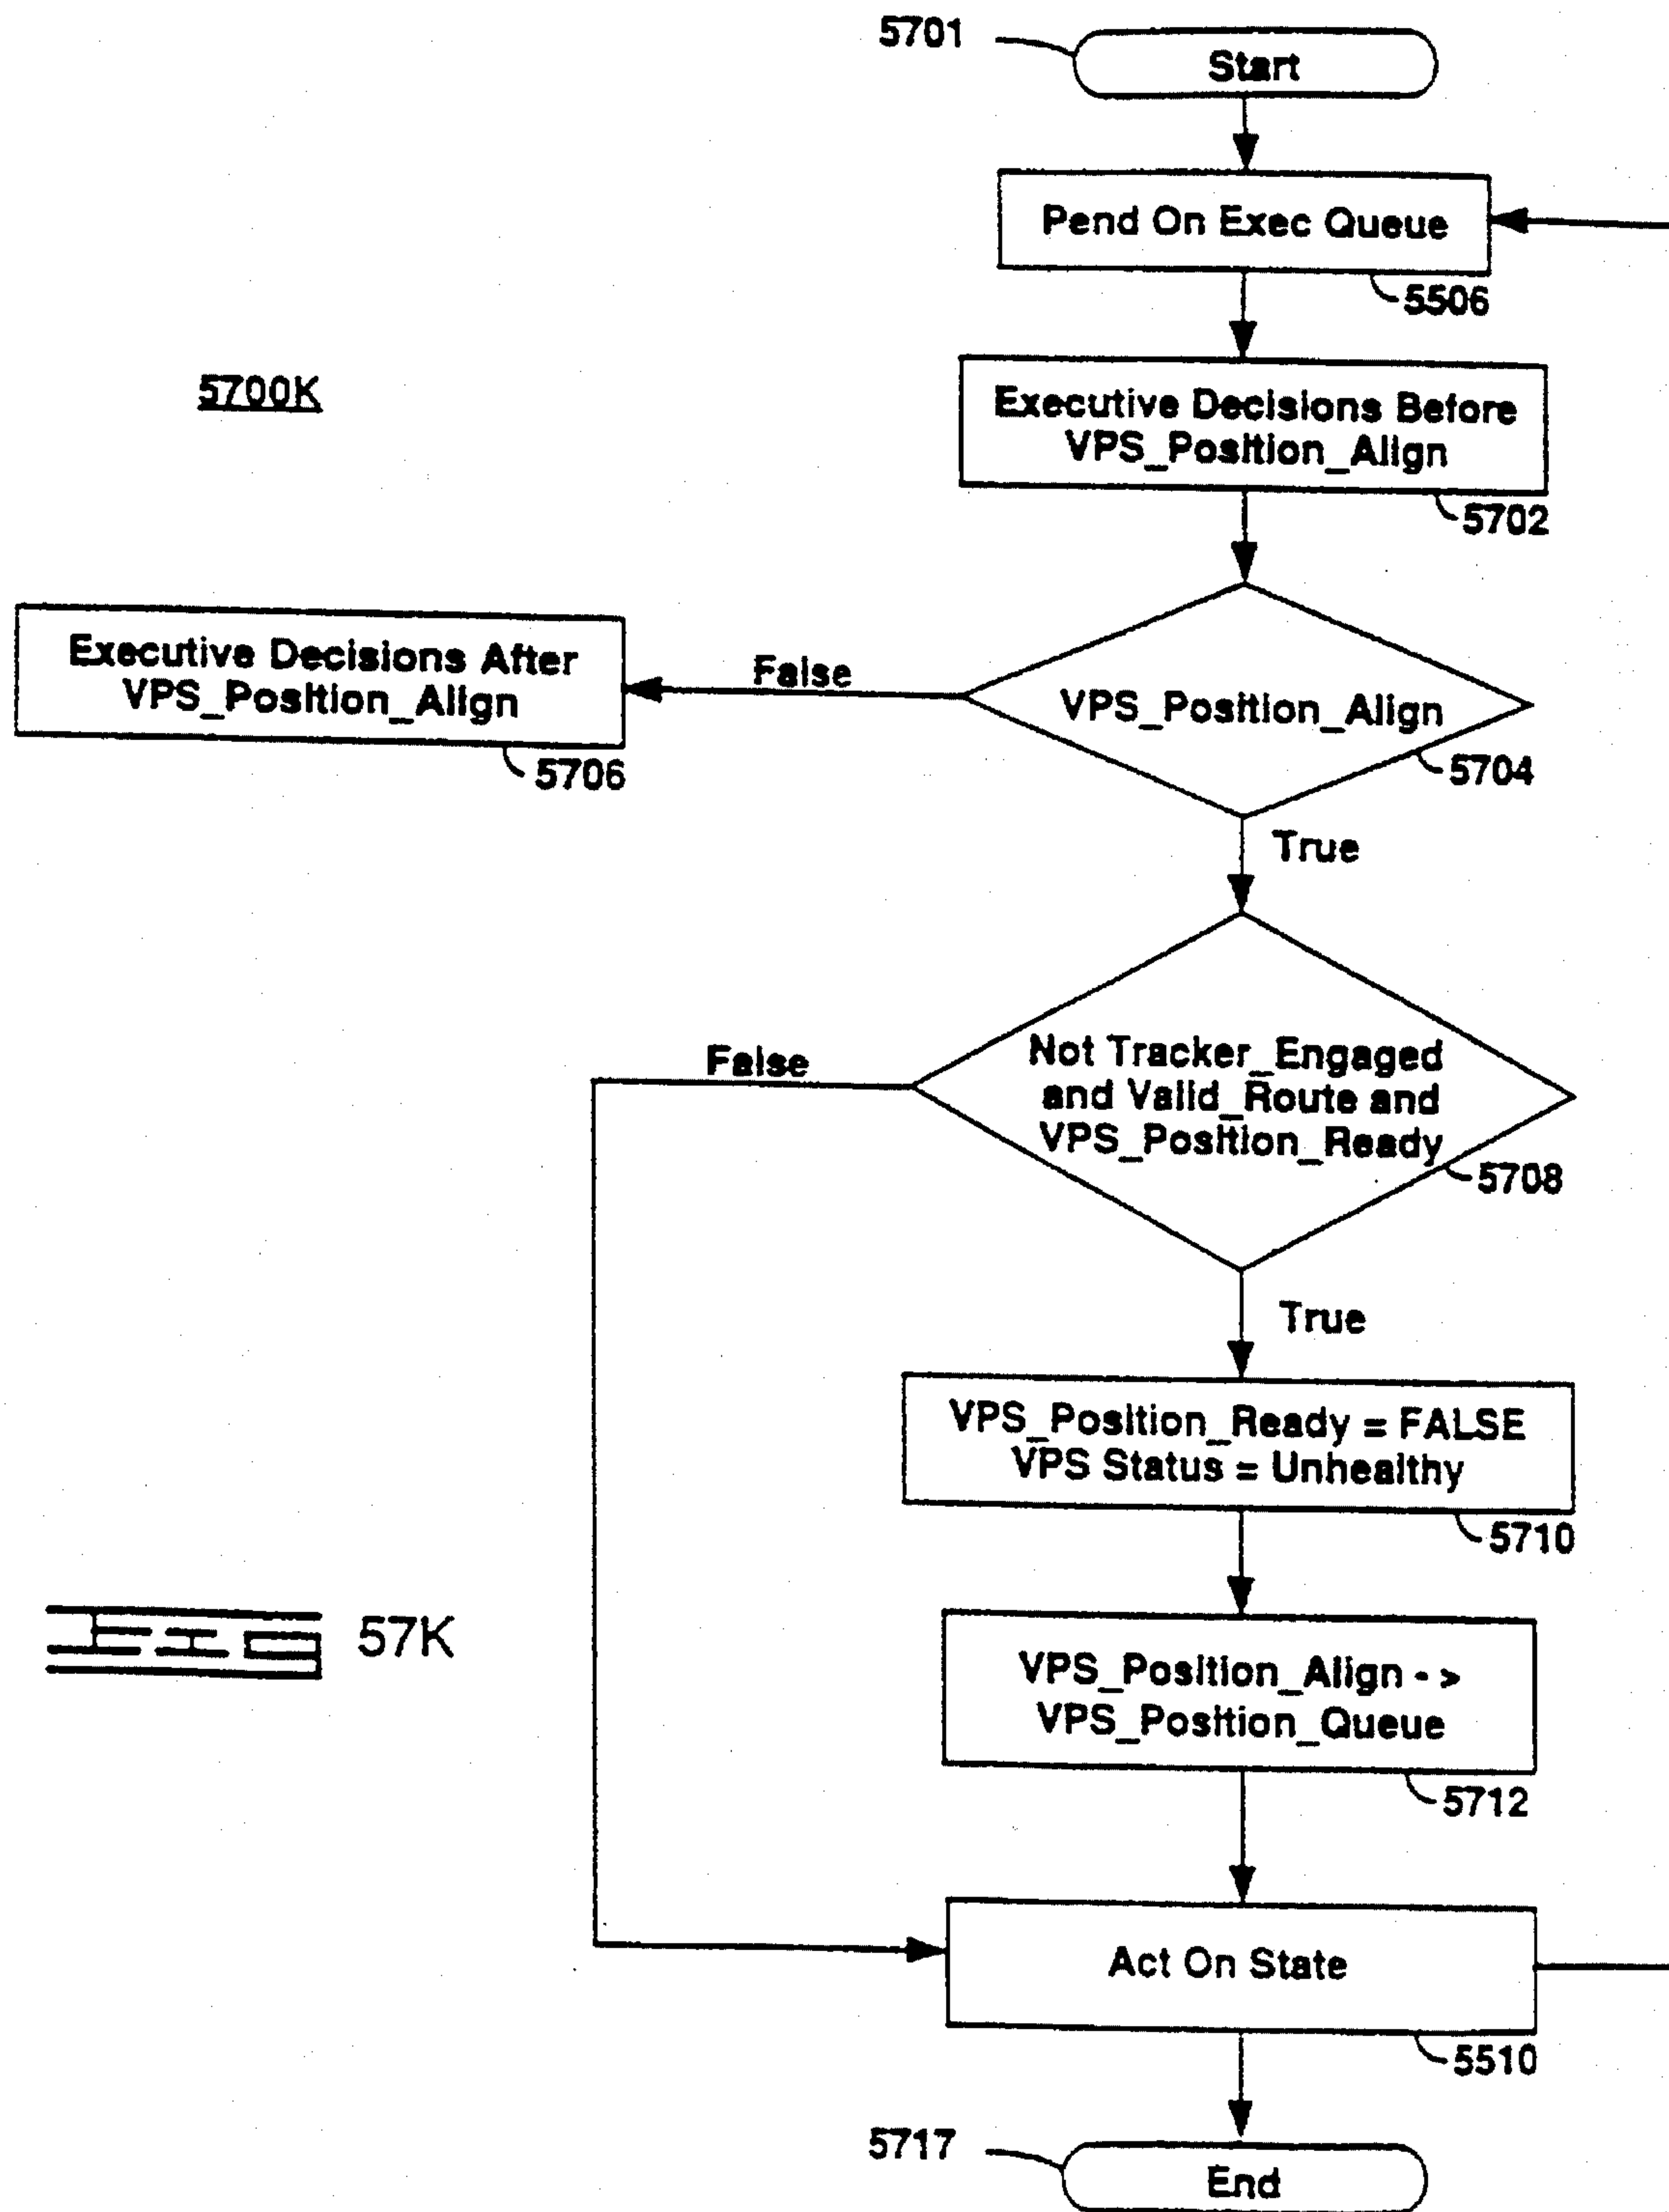 5701
Start
Pend On Exec Queue
5506
5700K
Executive Decisions Before
VPS_Position_Align
5702
Executive Decisions After
VPS_Position_Align
5706
False
VPS_Position_Align
5704
True
False
Not Tracker_Engaged
and Valid_Route and
VPS_Position_Ready
5708
True
VPS_Position_Ready = FALSE
VPS Status = Unhealthy
5710
57K
VPS_Position_Align - >
VPS_Position_Queue
5712
Act On State
5510
5717
End